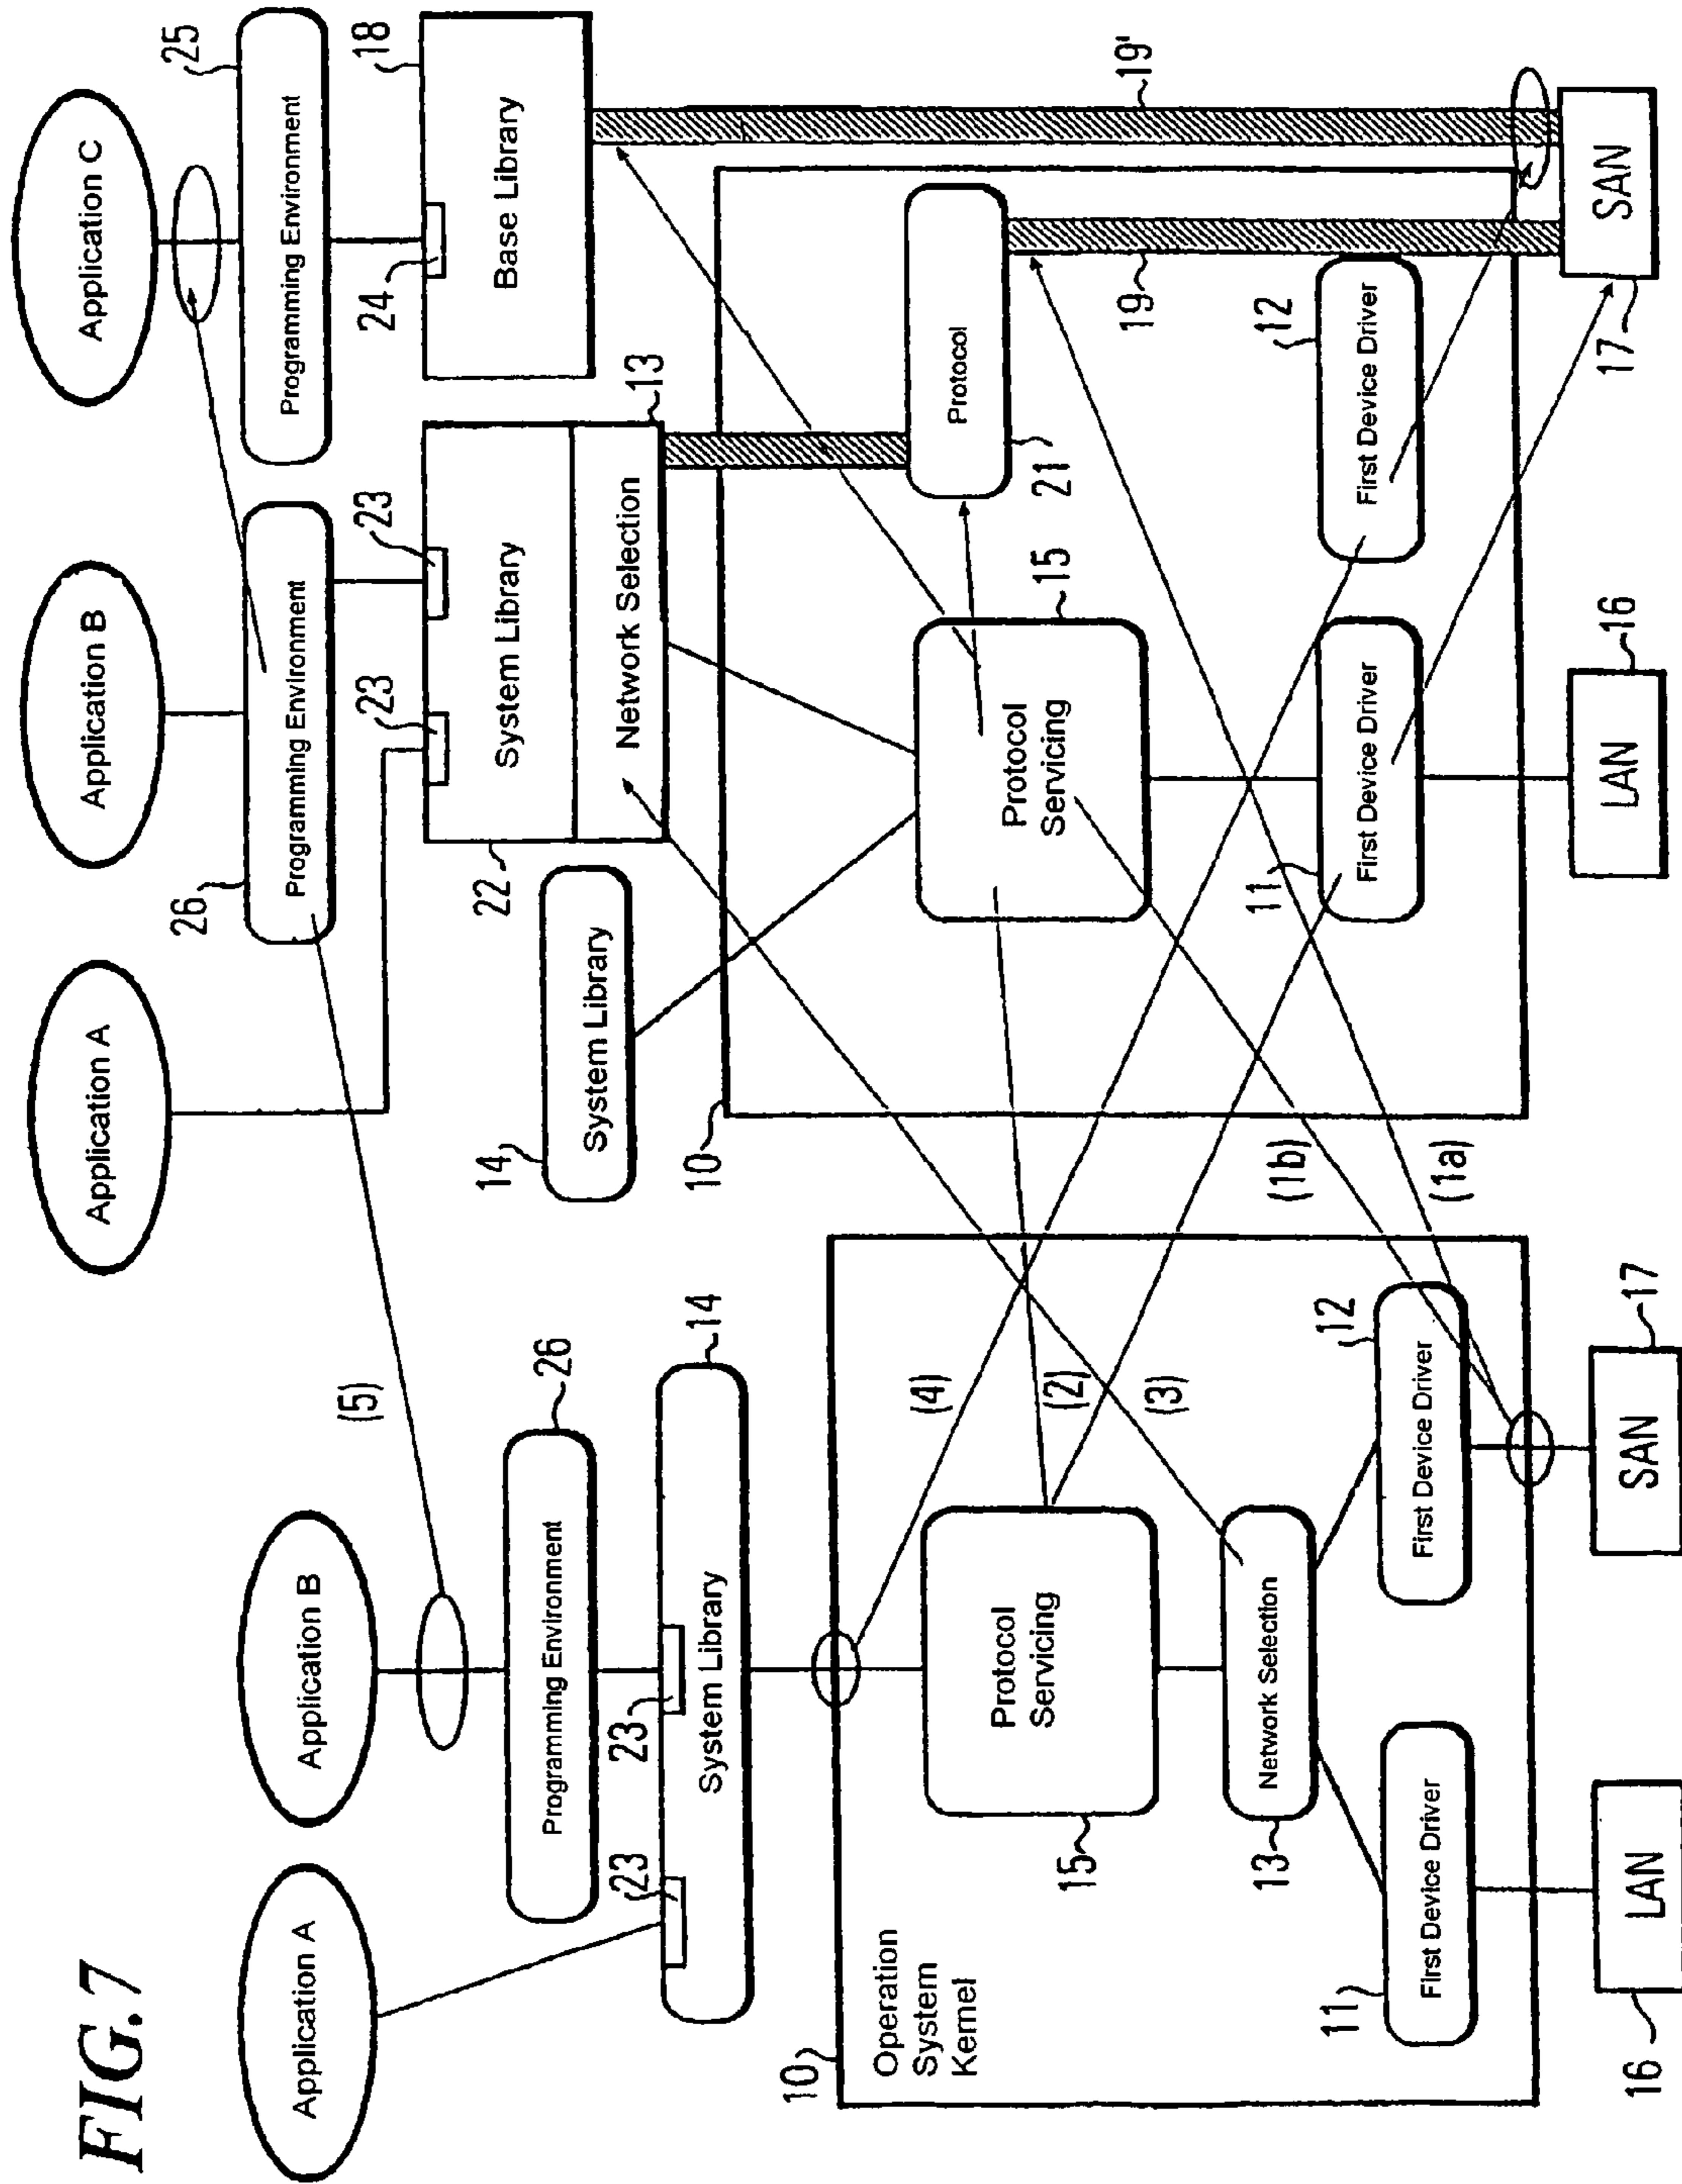 FIG.7
Application A
Application B
(5)
Programming Environment
26
23
23
System Library
14
10
Operation
System
Kernel
Protocol
Servicing
15
(4)
(2)
(3)
Network Selection
13
First Device Driver
11
First Device Driver
12
LAN
16
SAN
17
Application A
Application B
Application C
26
Programming Environment
Programming Environment
25
23
23
24
System Library
22
Network Selection
13
Base Library
18
14
System Library
10
Protocol
Servicing
15
Protocol
21
(1b)
(1a)
11
First Device Driver
First Device Driver
12
19
19'
LAN
16
SAN
17